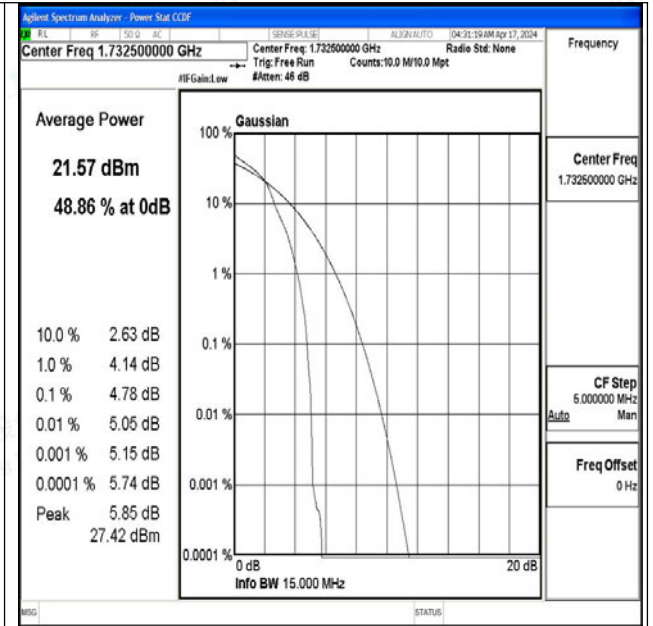 Agilent Spectrum Analyzer - Power Stat CCDF
RL RF 50 Ω AC SENSE:PULSE ALIGN AUTO 04:31:19 AM Apr 17, 2024
Center Freq 1.732500000 GHz
Center Freq: 1.732500000 GHz Radio Std: None
Trig: Free Run Counts:10.0 M/10.0 Mpt
#IFGain:Low #Atten: 46 dB
Frequency
Average Power
21.57 dBm
48.86 % at 0dB
10.0 % 2.63 dB
1.0 % 4.14 dB
0.1 % 4.78 dB
0.01 % 5.05 dB
0.001 % 5.15 dB
0.0001 % 5.74 dB
Peak 5.85 dB
27.42 dBm
Gaussian
100 %
10 %
1 %
0.1 %
0.01 %
0.001 %
0.0001 %
0 dB 20 dB
Info BW 15.000 MHz
Center Freq
1.732500000 GHz
CF Step
5.000000 MHz
Auto Man
Freq Offset
0 Hz
MSG STATUS